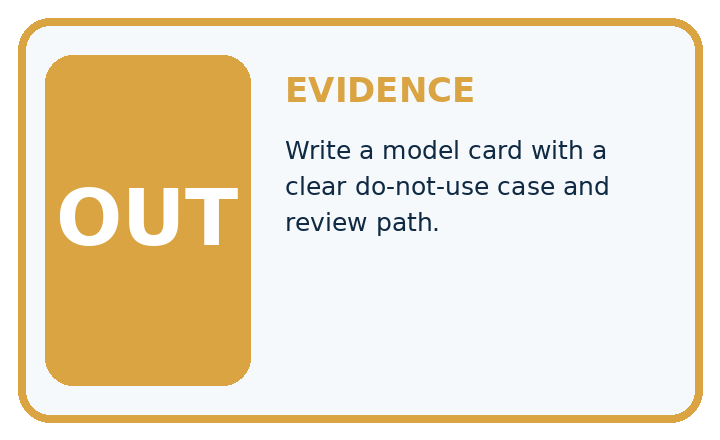 OUT
EVIDENCE
Write a model card with a
clear do-not-use case and
review path.